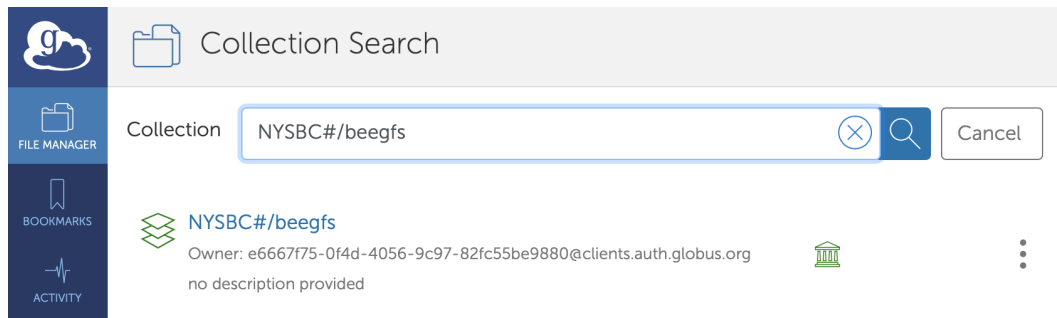 g
Collection Search
FILE MANAGER
Collection
NYSBC#/beegfs
Cancel
BOOKMARKS
NYSBC#/beegfs
Owner: e6667f75-0f4d-4056-9c97-82fc55be9880@clients.auth.globus.org
no description provided
ACTIVITY